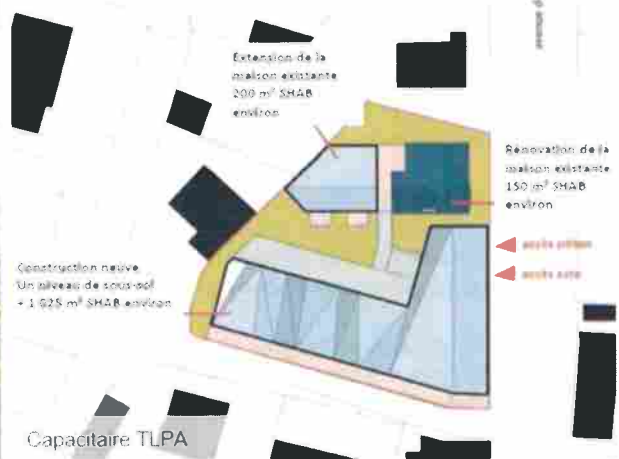 Extension de la
maison existante
200 m² SHAB
environ
Rénovation de la
maison existante
150 m² SHAB
environ
accès piéton
accès auto
Construction neuve
Un niveau de sous-sol
+ 1 025 m² SHAB environ
Capacitaire TLPA